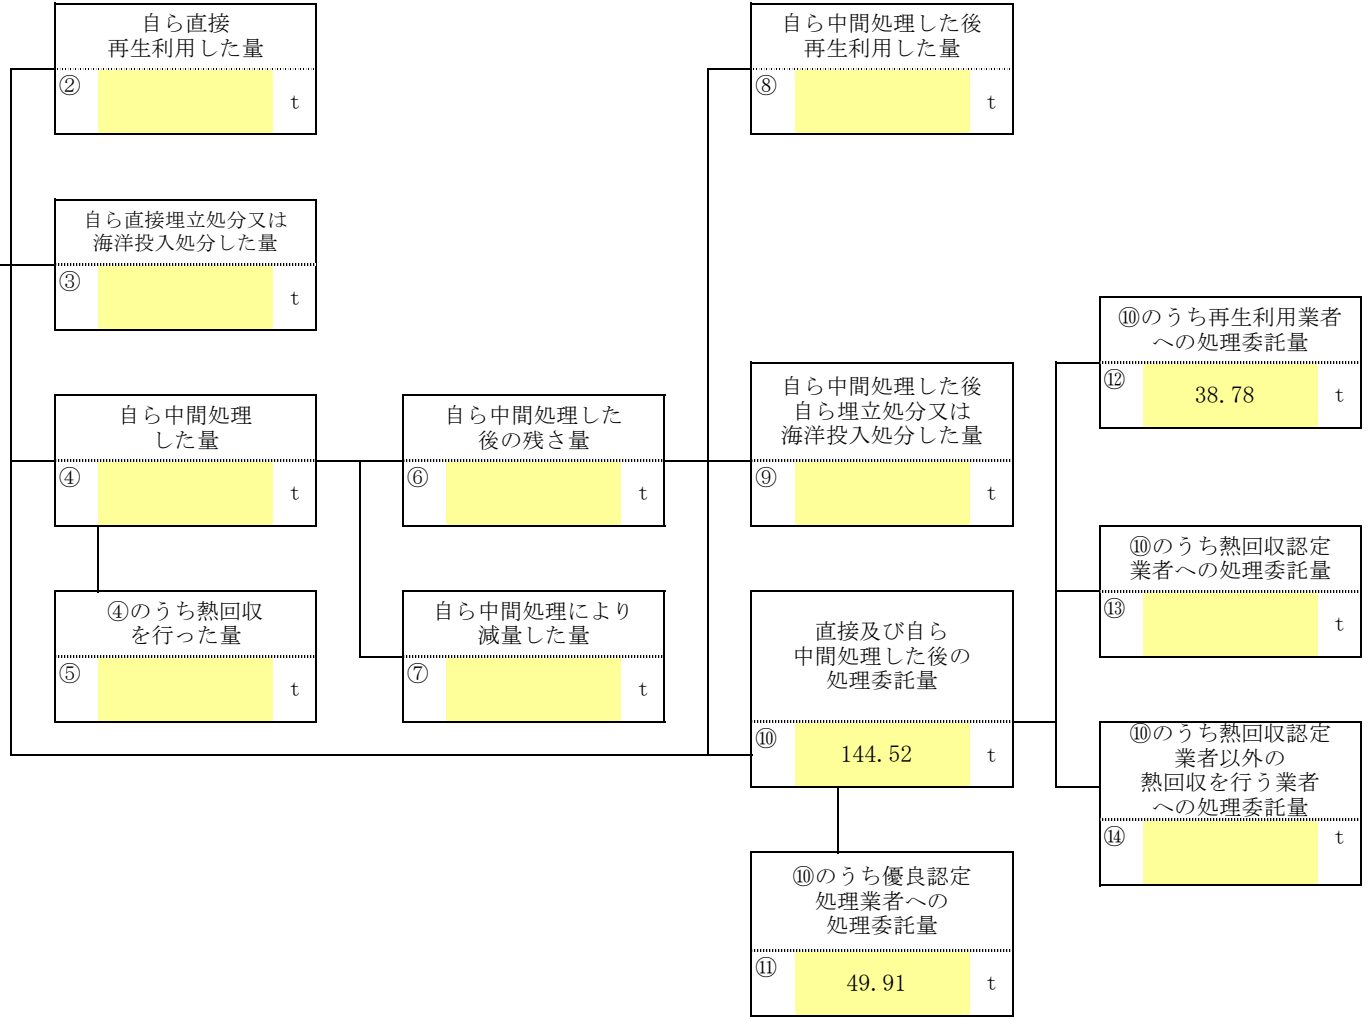 自ら直接
再生利用した量
②
t
自ら直接埋立処分又は
海洋投入処分した量
③
t
自ら中間処理
した量
④
t
④のうち熱回収
を行った量
⑤
t
自ら中間処理した
後の残さ量
⑥
t
自ら中間処理により
減量した量
⑦
t
自ら中間処理した後
再生利用した量
⑧
t
自ら中間処理した後
自ら埋立処分又は
海洋投入処分した量
⑨
t
直接及び自ら
中間処理した後の
処理委託量
⑩ 144.52 t
⑩のうち優良認定
処理業者への
処理委託量
⑪ 49.91 t
⑩のうち再生利用業者
への処理委託量
⑫ 38.78 t
⑩のうち熱回収認定
業者への処理委託量
⑬
t
⑩のうち熱回収認定
業者以外の
熱回収を行う業者
への処理委託量
⑭
t